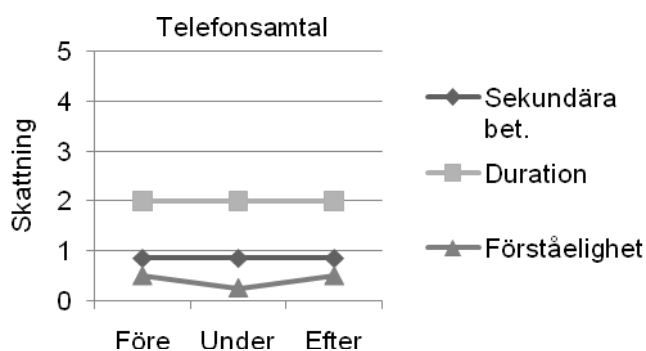 Telefonsamtal
5
4
3
2
1
0
Skattning
Före Under Efter
Sekundära
bet.
Duration
Förståelighet